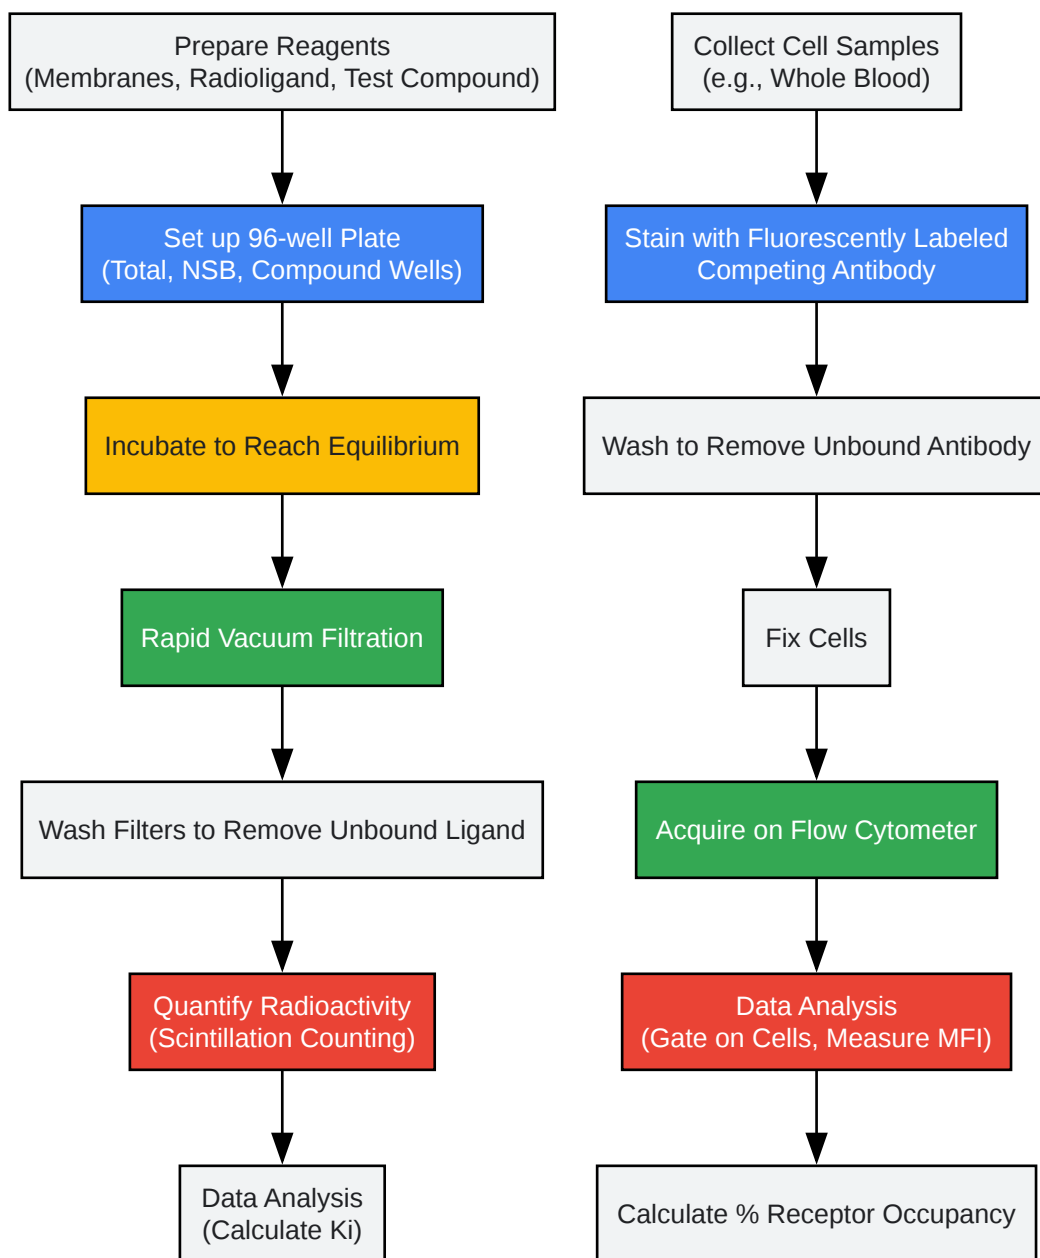 Prepare Reagents
(Membranes, Radioligand, Test Compound)
Set up 96-well Plate
(Total, NSB, Compound Wells)
Incubate to Reach Equilibrium
Rapid Vacuum Filtration
Wash Filters to Remove Unbound Ligand
Quantify Radioactivity
(Scintillation Counting)
Data Analysis
(Calculate Ki)
Collect Cell Samples
(e.g., Whole Blood)
Stain with Fluorescently Labeled
Competing Antibody
Wash to Remove Unbound Antibody
Fix Cells
Acquire on Flow Cytometer
Data Analysis
(Gate on Cells, Measure MFI)
Calculate % Receptor Occupancy